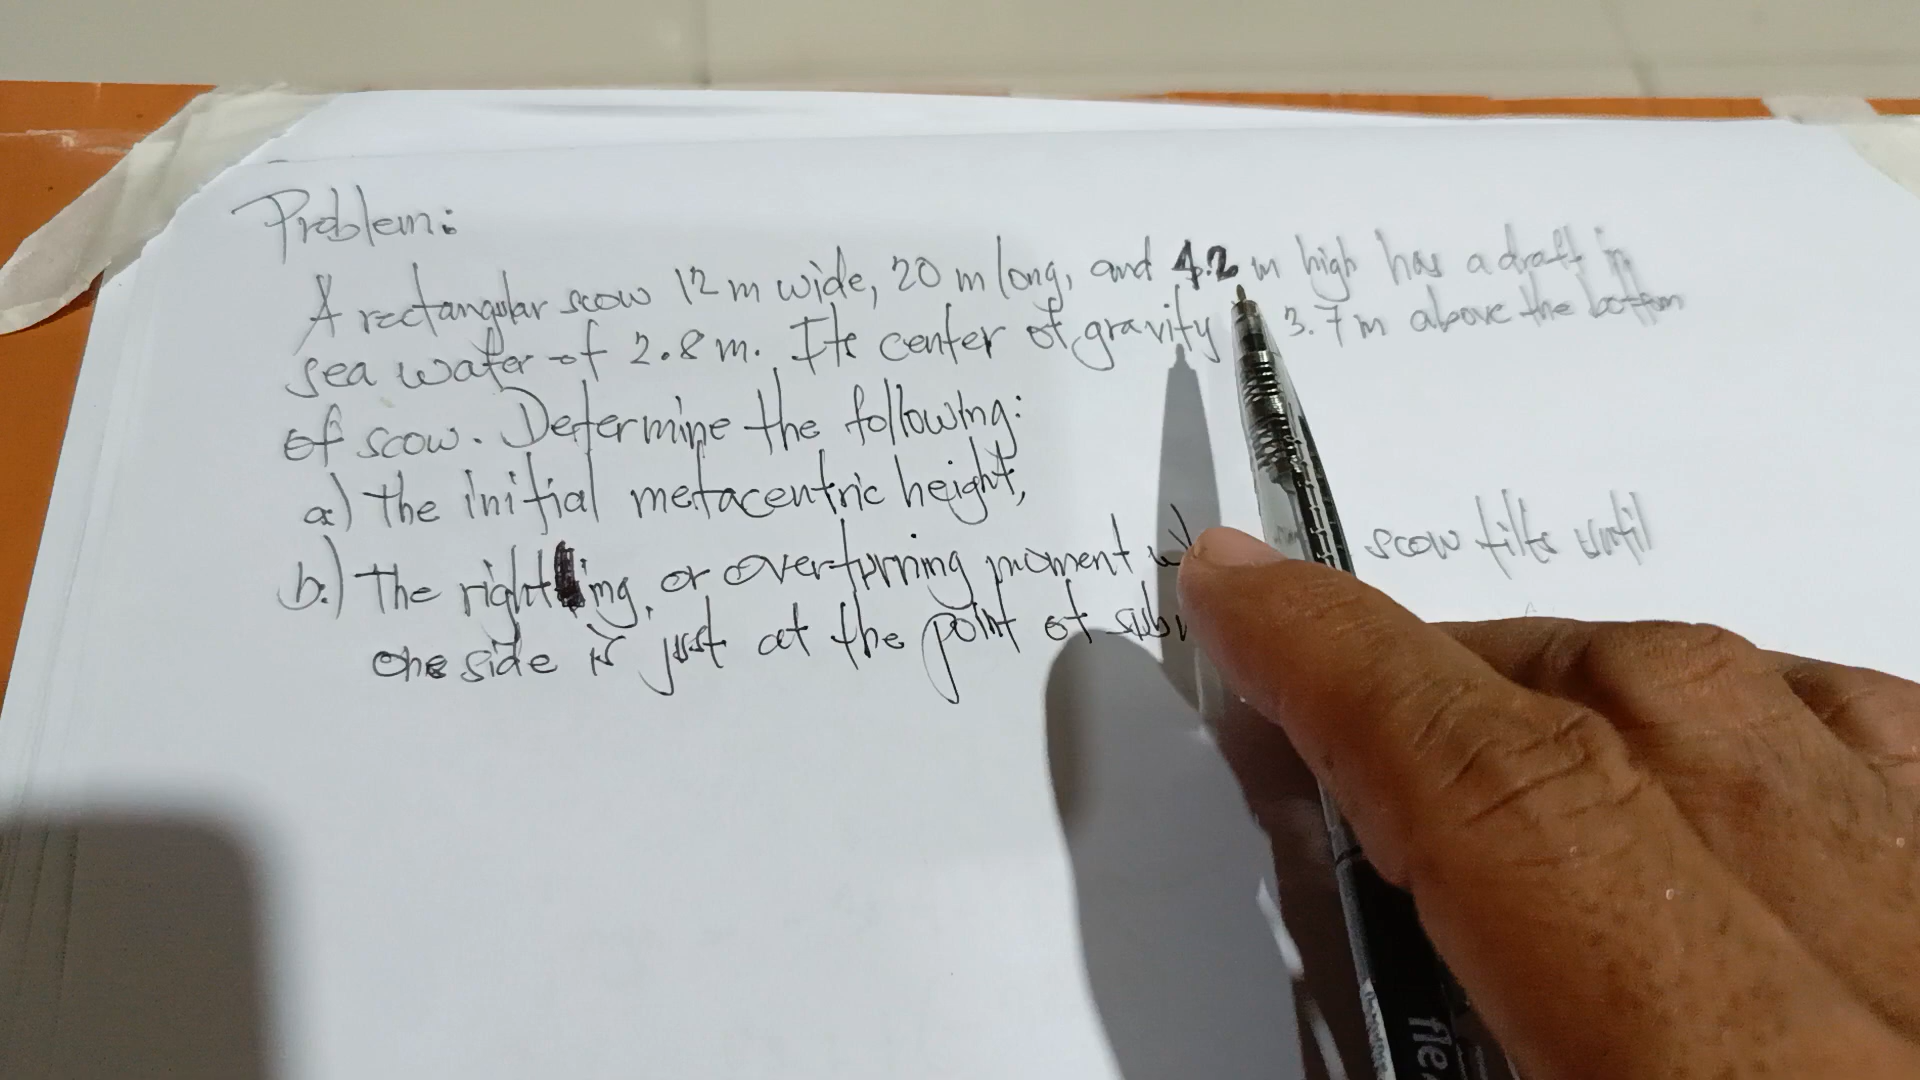 Problem:
A rectangular scow 12 m wide, 20 m long, and 4.2 m high has a draft in
sea water of 2.8 m. Its center of gravity 3.7 m above the bottom
of scow. Determine the following:
a) the initial metacentric height,
b.) the righting, or overturning moment scow tilts until
one side is just at the point of